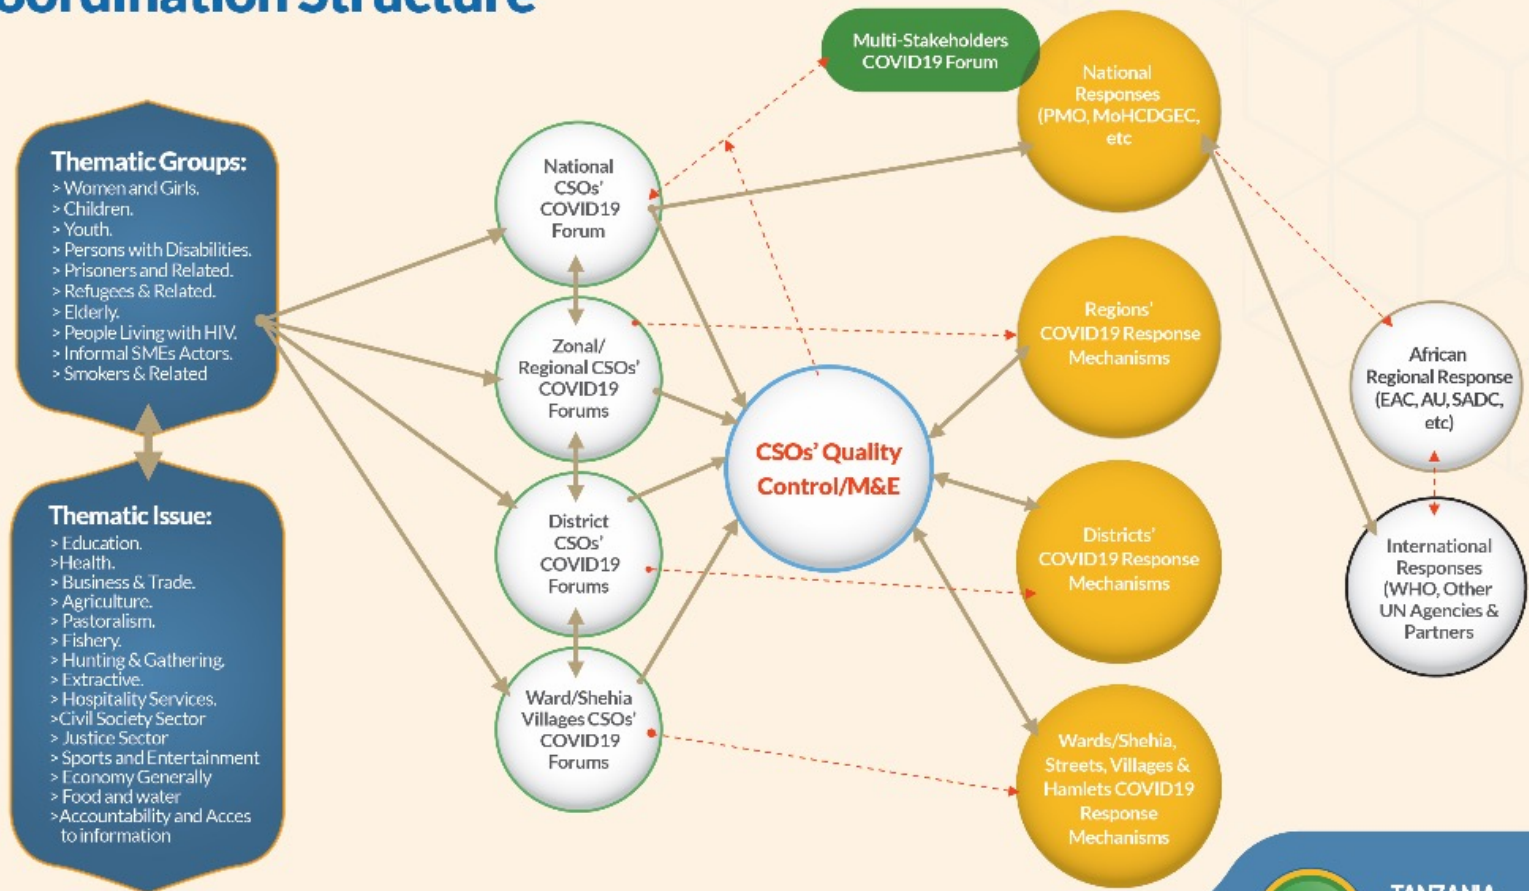 Coordination Structure
Multi-Stakeholders
COVID19 Forum
National
Responses
(PMO, MoHCDGEC,
etc
Thematic Groups:
> Women and Girls.
> Children.
> Youth.
> Persons with Disabilities.
> Prisoners and Related.
> Refugees & Related.
> Elderly.
> People Living with HIV.
> Informal SMEs Actors.
> Smokers & Related
National
CSOs'
COVID19
Forum
Zonal/
Regional CSOs'
COVID19
Forums
Regions'
COVID19 Response
Mechanisms
African
Regional Response
(EAC, AU, SADC,
etc)
CSOs' Quality
Control/M&E
Thematic Issue:
> Education.
>Health.
> Business & Trade.
> Agriculture.
> Pastoralism.
> Fishery.
> Hunting & Gathering.
> Extractive.
> Hospitality Services.
>Civil Society Sector
> Justice Sector
> Sports and Entertainment
> Economy Generally
> Food and water
>Accountability and Acces
to information
District
CSOs'
COVID19
Forums
Districts'
COVID19 Response
Mechanisms
International
Responses
(WHO, Other
UN Agencies &
Partners
Ward/Shehia
Villages CSOs'
COVID19
Forums
Wards/Shehia,
Streets, Villages &
Hamlets COVID19
Response
Mechanisms
TANZANIA